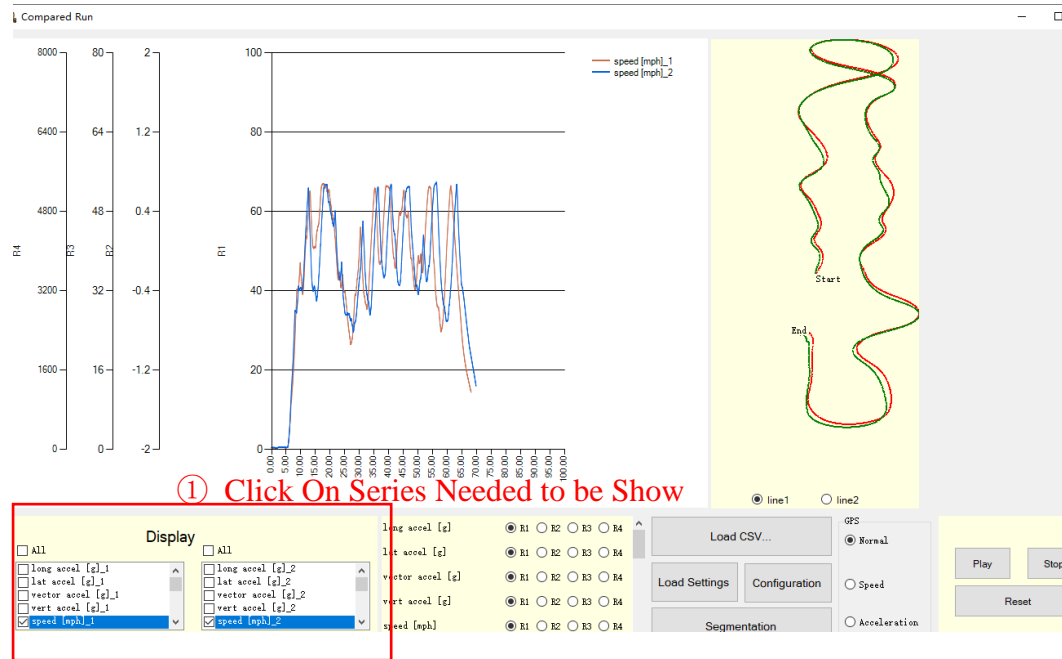 Compared Run
8000 80 2 100
speed [mph]_1
speed [mph]_2
6400 64 1.2 80
4800 48 0.4 60
R4 R3 R2 R1
3200 32 -0.4 40
1600 16 -1.2 20
0 0 -2 0
0.00 5.00 10.00 15.00 20.00 25.00 30.00 35.00 40.00 45.00 50.00 55.00 60.00 65.00 70.00 75.00 80.00 85.00 90.00 95.00 100.00
Start
End
line1 line2
① Click On Series Needed to be Show
Display
All All
long accel [g]_1
lat accel [g]_1
vector accel [g]_1
vert accel [g]_1
speed [mph]_1
long accel [g]_2
lat accel [g]_2
vector accel [g]_2
vert accel [g]_2
speed [mph]_2
long accel [g] R1 R2 R3 R4
lat accel [g] R1 R2 R3 R4
vector accel [g] R1 R2 R3 R4
vert accel [g] R1 R2 R3 R4
speed [mph] R1 R2 R3 R4
Load CSV...
Load Settings Configuration
Segmentation
GPS
Normal
Speed
Acceleration
Play Stop
Reset